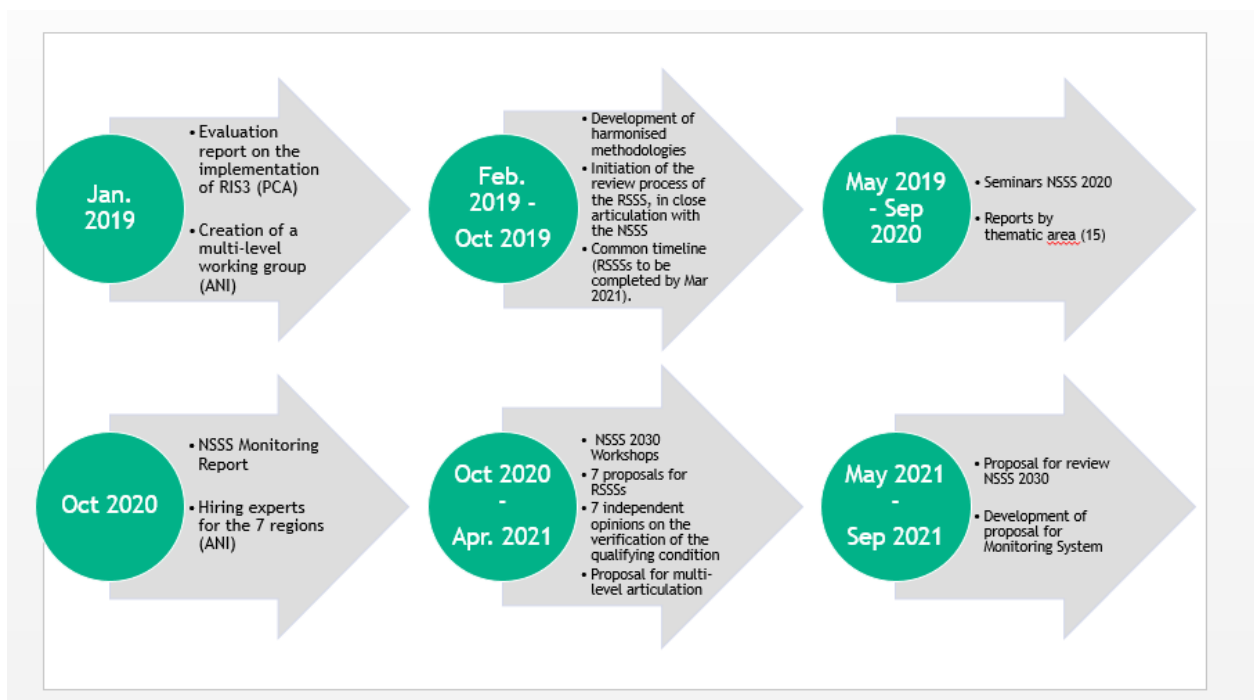 Jan.
2019
• Evaluation
report on the
implementation
of RIS3 (PCA)
• Creation of a
multi-level
working group
(ANI)
Feb.
2019 -
Oct 2019
• Development of
harmonised
methodologies
• Initiation of the
review process of
the RSSS, in close
articulation with
the NSSS
• Common timeline
(RSSSs to be
completed by Mar
2021).
May 2019
- Sep
2020
• Seminars NSSS 2020
• Reports by
thematic area (15)
Oct 2020
• NSSS Monitoring
Report
• Hiring experts
for the 7 regions
(ANI)
Oct 2020
-
Apr. 2021
• NSSS 2030
Workshops
• 7 proposals for
RSSSs
• 7 independent
opinions on the
verification of the
qualifying condition
• Proposal for multi-
level articulation
May 2021
-
Sep 2021
• Proposal for review
NSSS 2030
• Development of
proposal for
Monitoring System